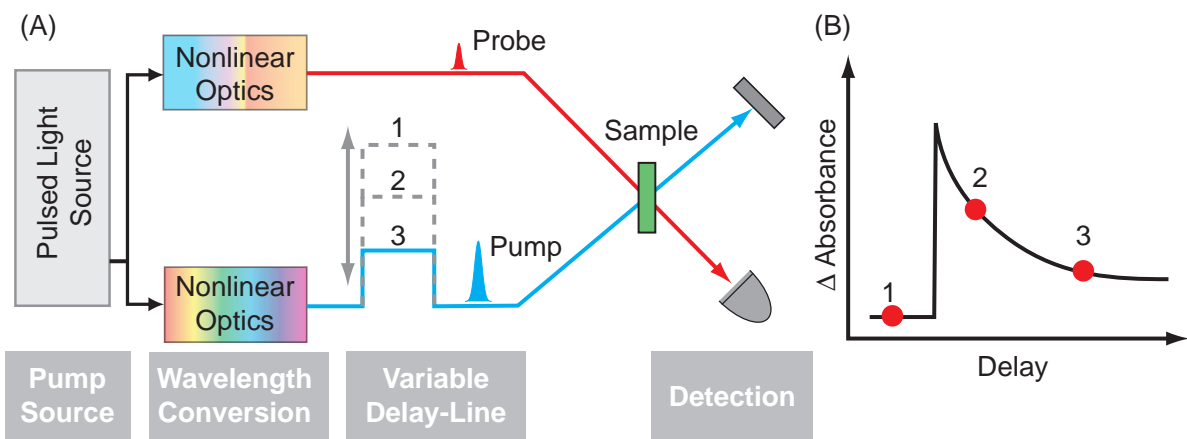 (A)
Pulsed Light
Source
Nonlinear
Optics
Probe
1
2
3
Nonlinear
Optics
Pump
Sample
Pump
Source
Wavelength
Conversion
Variable
Delay-Line
Detection
(B)
Δ Absorbance
1
2
3
Delay